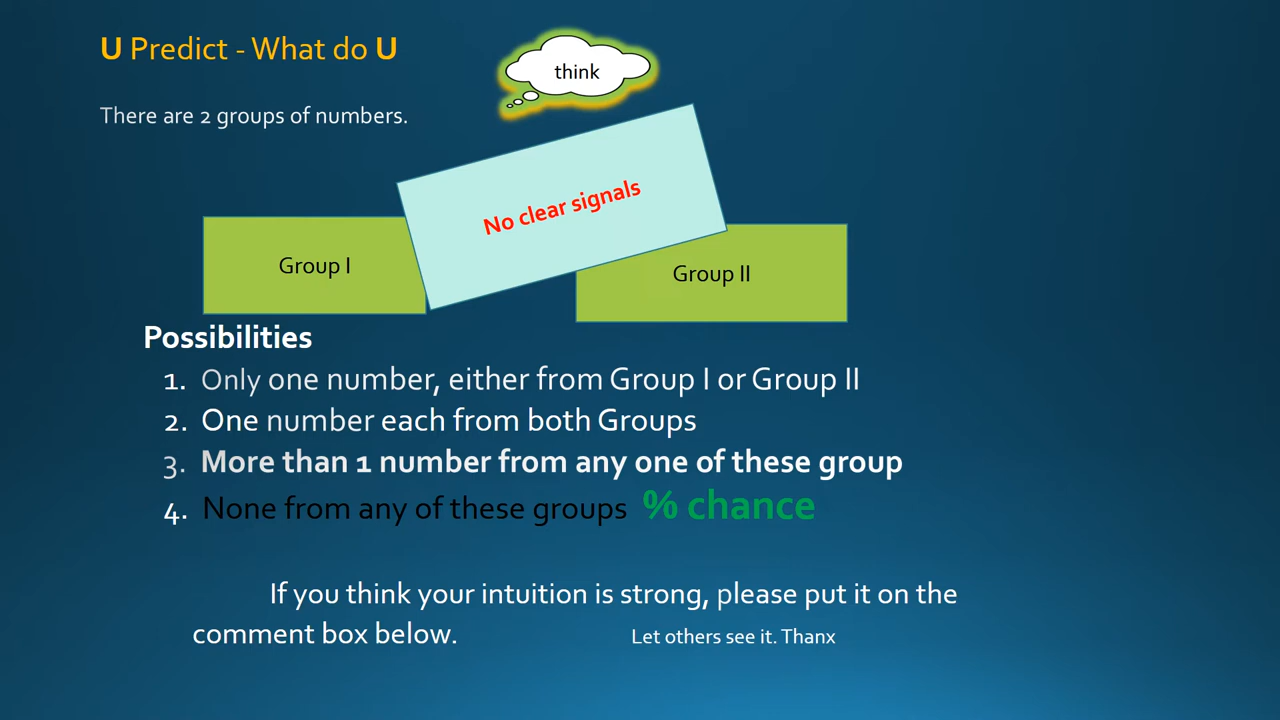 U Predict - What do U
think
There are 2 groups of numbers.
No clear signals
Group I
Group II
Possibilities
1. Only one number, either from Group I or Group II
2. One number each from both Groups
3. More than 1 number from any one of these group
4. None from any of these groups % chance
If you think your intuition is strong, please put it on the
comment box below. Let others see it. Thanx